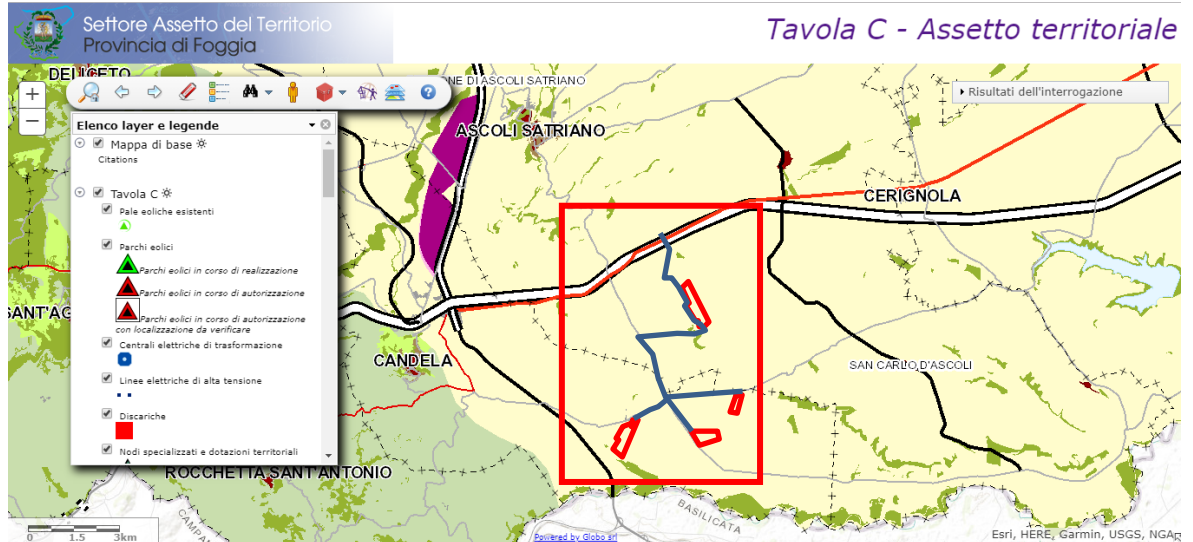 Settore Assetto del Territorio
Provincia di Foggia
Tavola C - Assetto territoriale
DELICETO
NE DI ASCOLI SATRIANO
Risultati dell'interrogazione
+
−
Elenco layer e legende
Mappa di base
Citations
Tavola C
Pale eoliche esistenti
Parchi eolici
Parchi eolici in corso di realizzazione
Parchi eolici in corso di autorizzazione
Parchi eolici in corso di autorizzazione
con localizzazione da verificare
Centrali elettriche di trasformazione
Linee elettriche di alta tensione
Discariche
Nodi specializzati e dotazioni territoriali
ASCOLI SATRIANO
CERIGNOLA
SANT'AG
CANDELA
SAN CARLO D'ASCOLI
ROCCHETTA SANT'ANTONIO
BASILICATA
CAMPAN
0 1.5 3km
Powered by Globo srl
Esri, HERE, Garmin, USGS, NGA